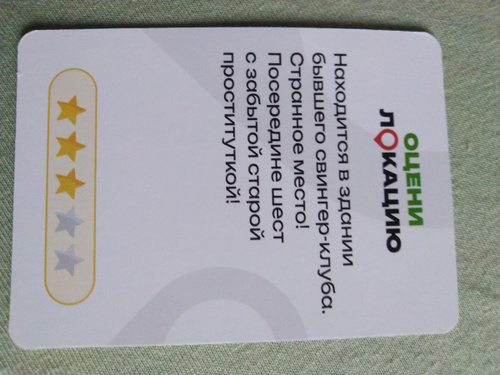 ОЦЕНИ
ЛОКАЦИЮ
Находится в здании
бывшего свингер-клуба.
Странное место!
Посередине шест
с забытой старой
проституткой!